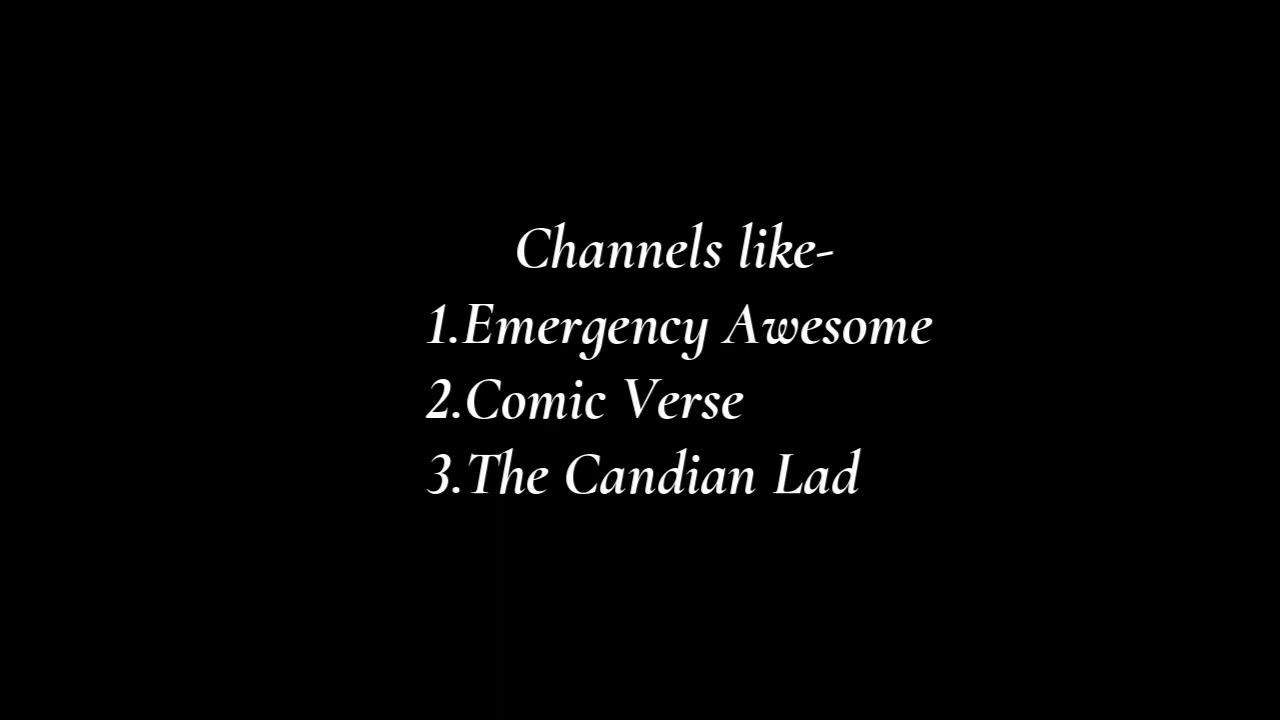 Channels like-
1.Emergency Awesome
2.Comic Verse
3.The Candian Lad